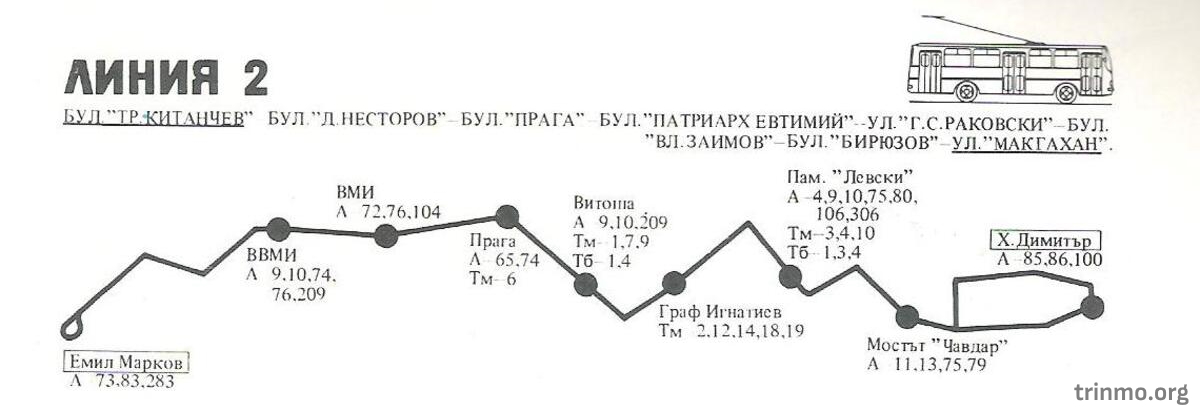 ЛИНИЯ 2
БУЛ."ТР.КИТАНЧЕВ" БУЛ."Д.НЕСТОРОВ"–БУЛ."ПРАГА"–БУЛ."ПАТРИАРХ ЕВТИМИЙ"--УЛ."Г.С.РАКОВСКИ"–БУЛ.
"ВЛ.ЗАИМОВ"–БУЛ."БИРЮЗОВ"–УЛ."МАКГАХАН".
ВМИ
А 72,76,104
Витоша
А 9,10,209
Тм– 1,7,9
Тб– 1,4
Пам. "Левски"
А –4,9,10,75,80,
106,306
Тм–3,4,10
Тб –1,3,4
Х.Димитър
А –85,86,100
ВВМИ
А 9,10,74,
76,209
Прага
А –65,74
Тм– 6
Граф Игнатиев
Тм 2,12,14,18,19
Мостът "Чавдар"
А 11,13,75,79
Емил Марков
А 73,83,283
trinmo.org